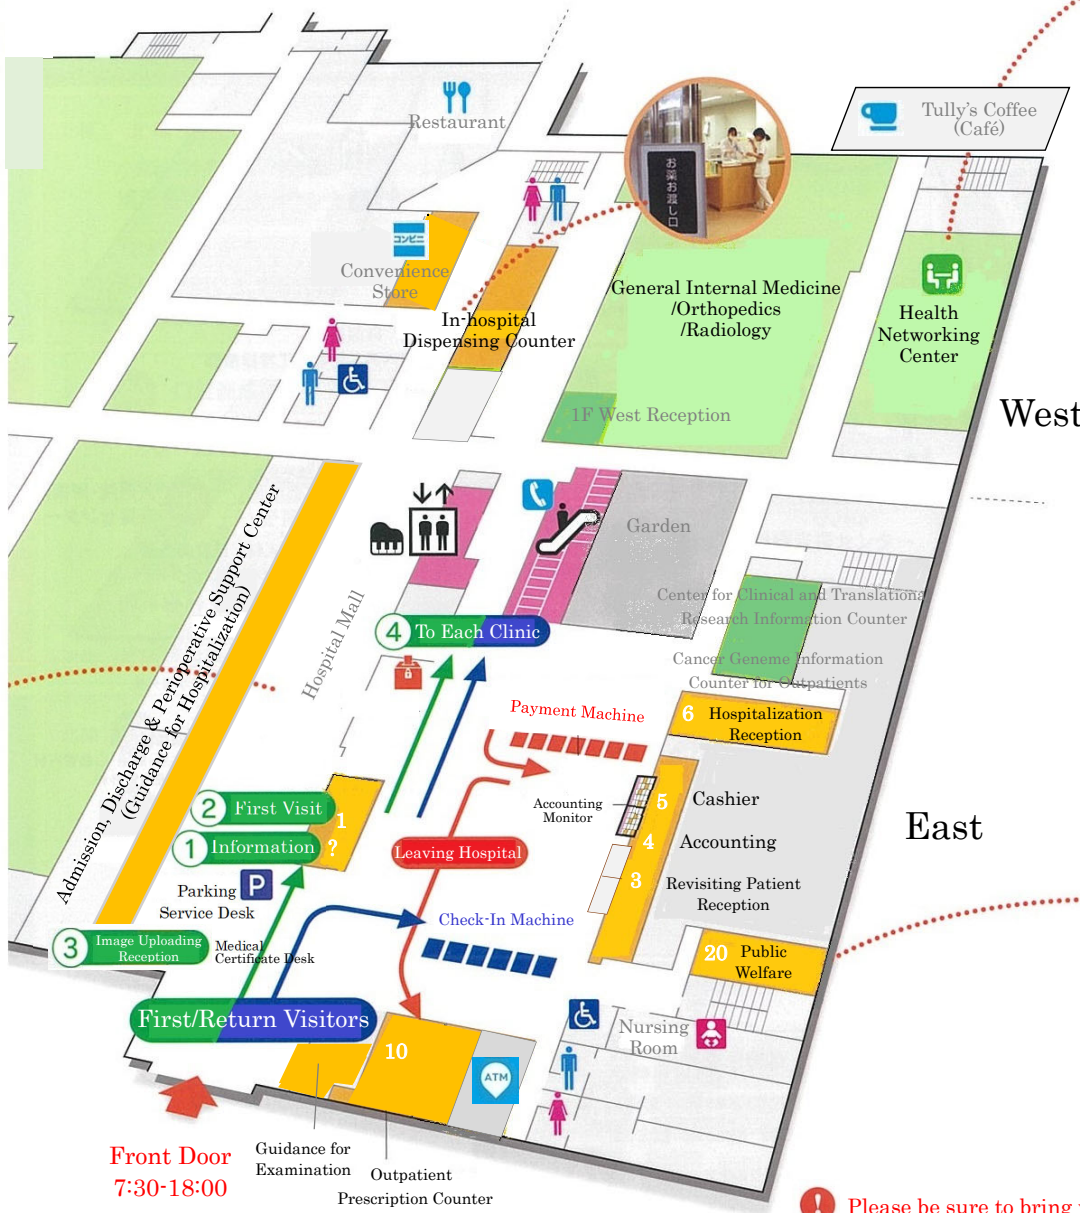 Restaurant
Tully's Coffee
(Café)
お薬お渡し口
コンビニ
Convenience
Store
In-hospital
Dispensing Counter
General Internal Medicine
/Orthopedics
/Radiology
Health
Networking
Center
1F West Reception
West
Garden
Admission, Discharge & Perioperative Support Center
(Guidance for Hospitalization)
Hospital Mall
Center for Clinical and Translational
Research Information Counter
Cancer Geneme Information
Counter for Outpatients
4 To Each Clinic
6 Hospitalization
Reception
Payment Machine
Accounting
Monitor
5 Cashier
4 Accounting
3 Revisiting Patient
Reception
East
2 First Visit
1
1 Information
?
Leaving Hospital
Parking
Service Desk
P
Check-In Machine
3 Image Uploading
Reception
Medical
Certificate Desk
20 Public
Welfare
First/Return Visitors
Nursing
Room
10
ATM
Front Door
7:30-18:00
Guidance for
Examination
Outpatient
Prescription Counter
! Please be sure to bring